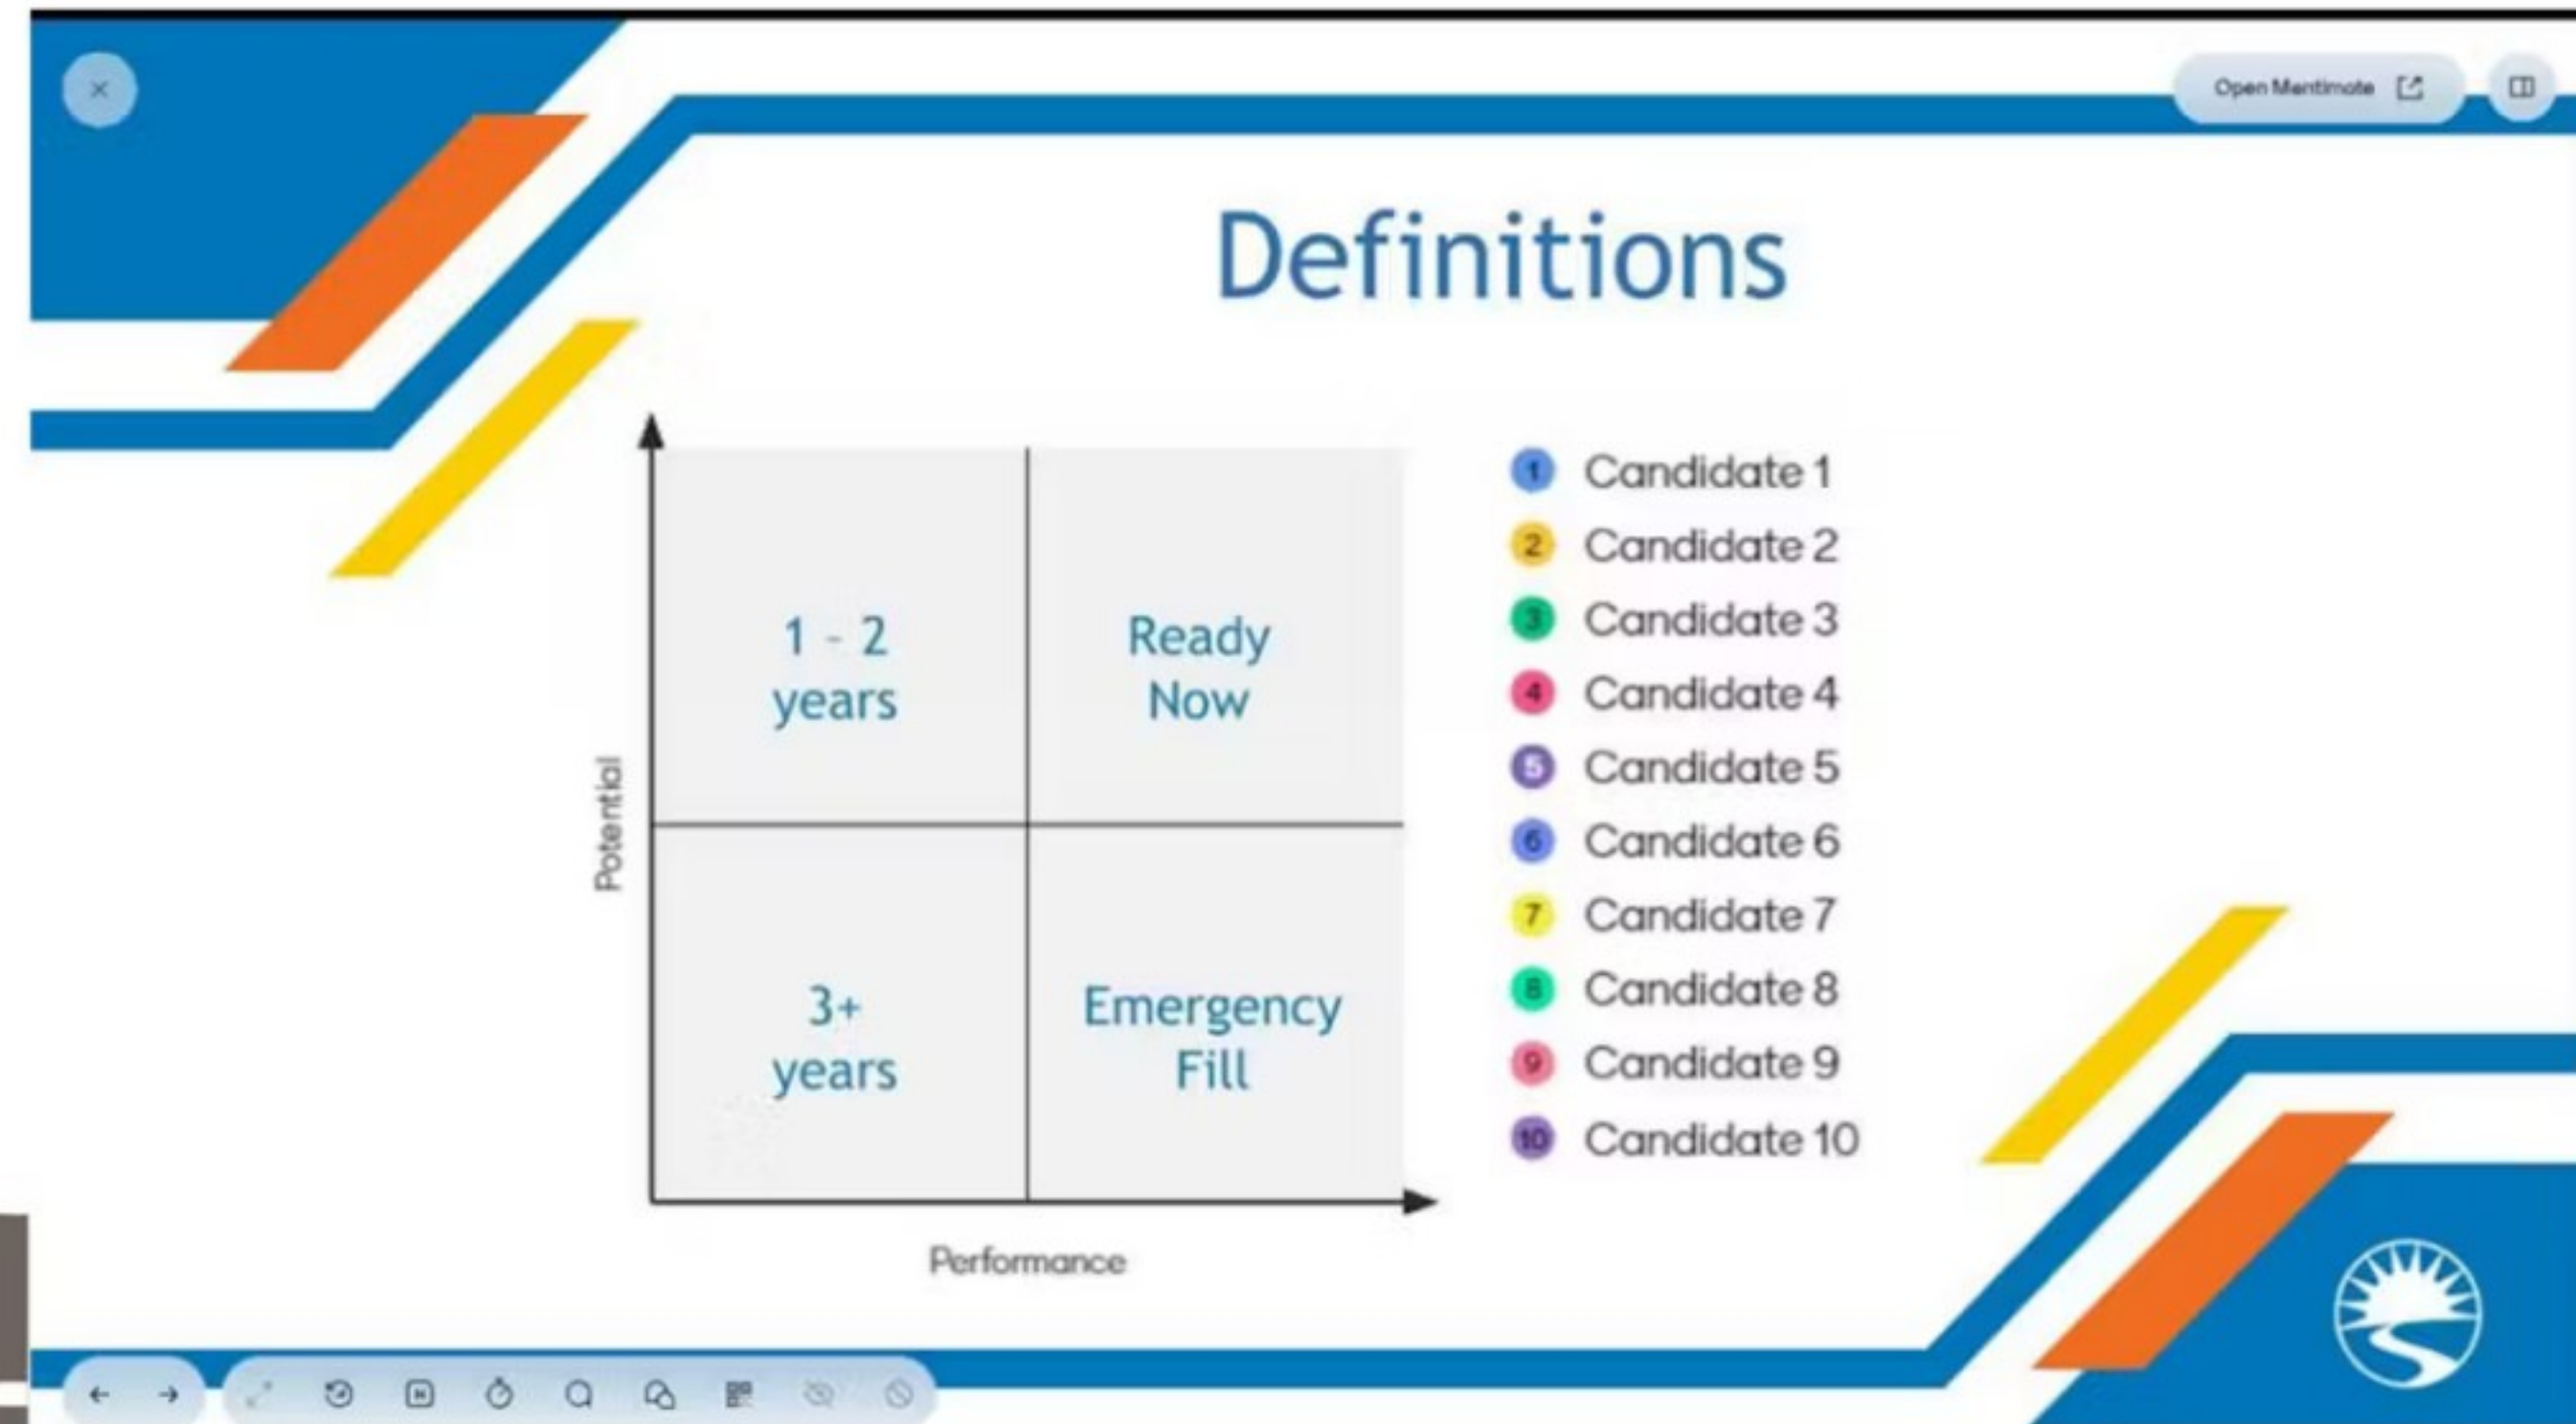 Open Mentimote
Definitions
Potential
1 - 2
years
Ready
Now
3+
years
Emergency
Fill
Performance
1 Candidate 1
2 Candidate 2
3 Candidate 3
4 Candidate 4
5 Candidate 5
6 Candidate 6
7 Candidate 7
8 Candidate 8
9 Candidate 9
10 Candidate 10